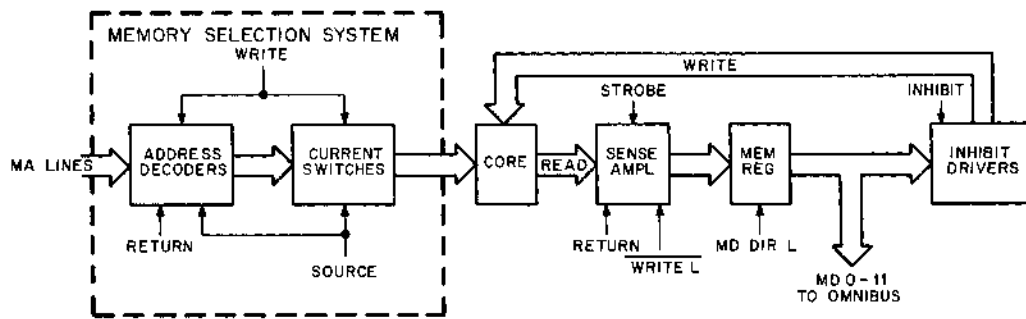 MEMORY SELECTION SYSTEM
WRITE
WRITE
STROBE
INHIBIT
MA LINES
ADDRESS
DECODERS
CURRENT
SWITCHES
CORE
READ
SENSE
AMPL
MEM
REG
INHIBIT
DRIVERS
RETURN
SOURCE
RETURN
WRITE L
MD DIR L
MD 0-11
TO OMNIBUS